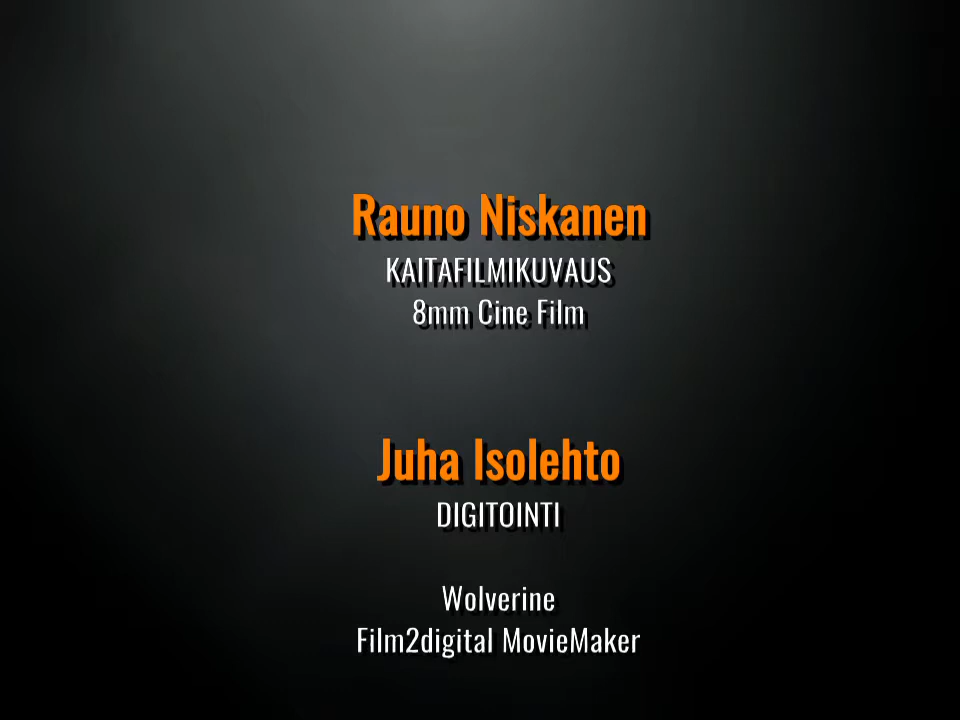 Rauno Niskanen
KAITAFILMIKUVAUS
8mm Cine Film
Juha Isolehto
DIGITOINTI
Wolverine
Film2digital MovieMaker